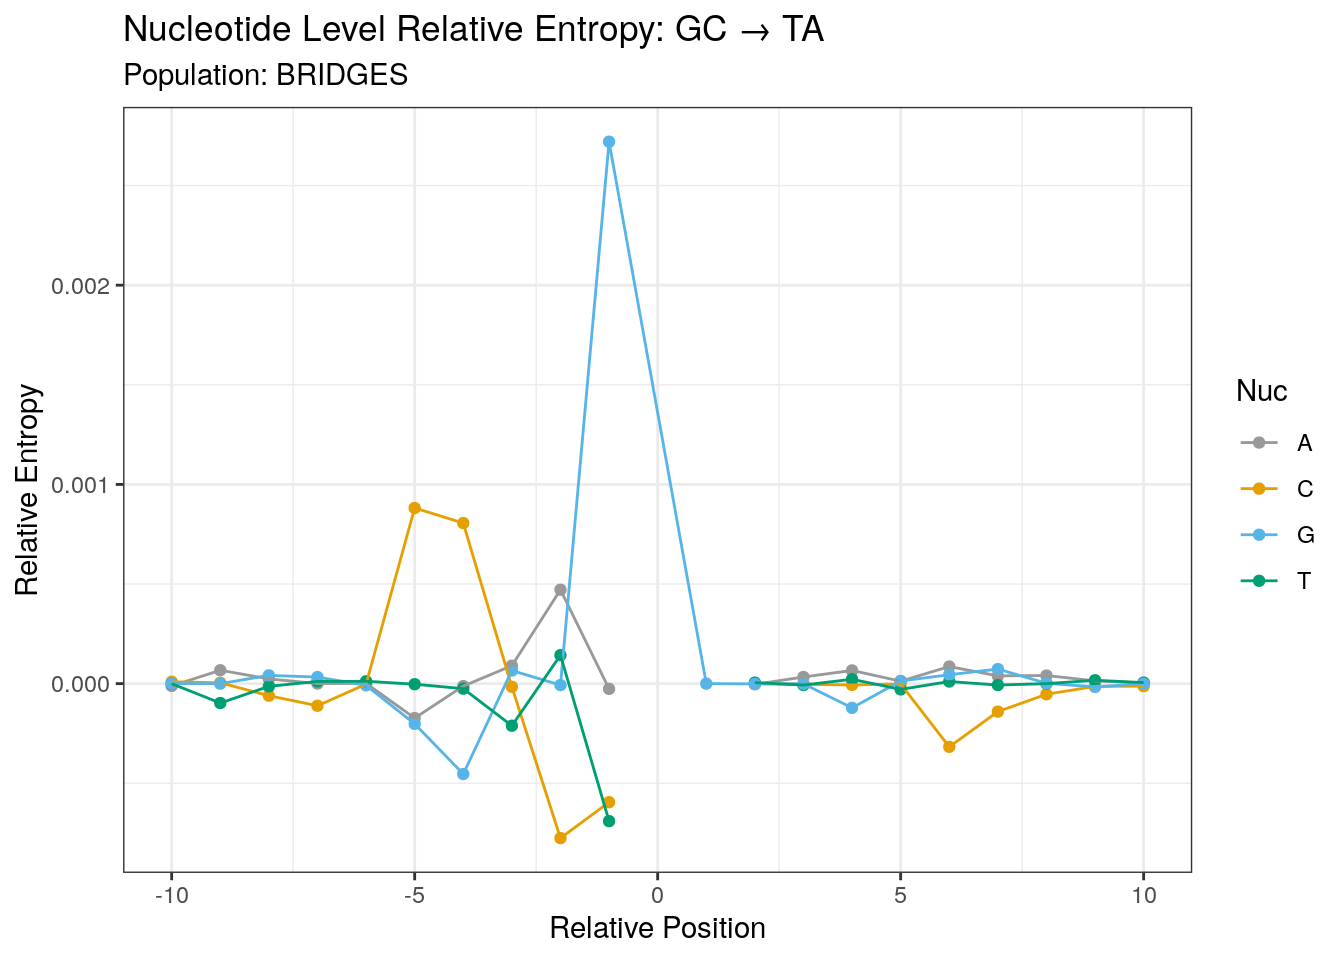 Nucleotide Level Relative Entropy: GC → TA
Population: BRIDGES
Relative Entropy
0.002
0.001
0.000
-10
-5
0
5
10
Relative Position
Nuc
A
C
G
T